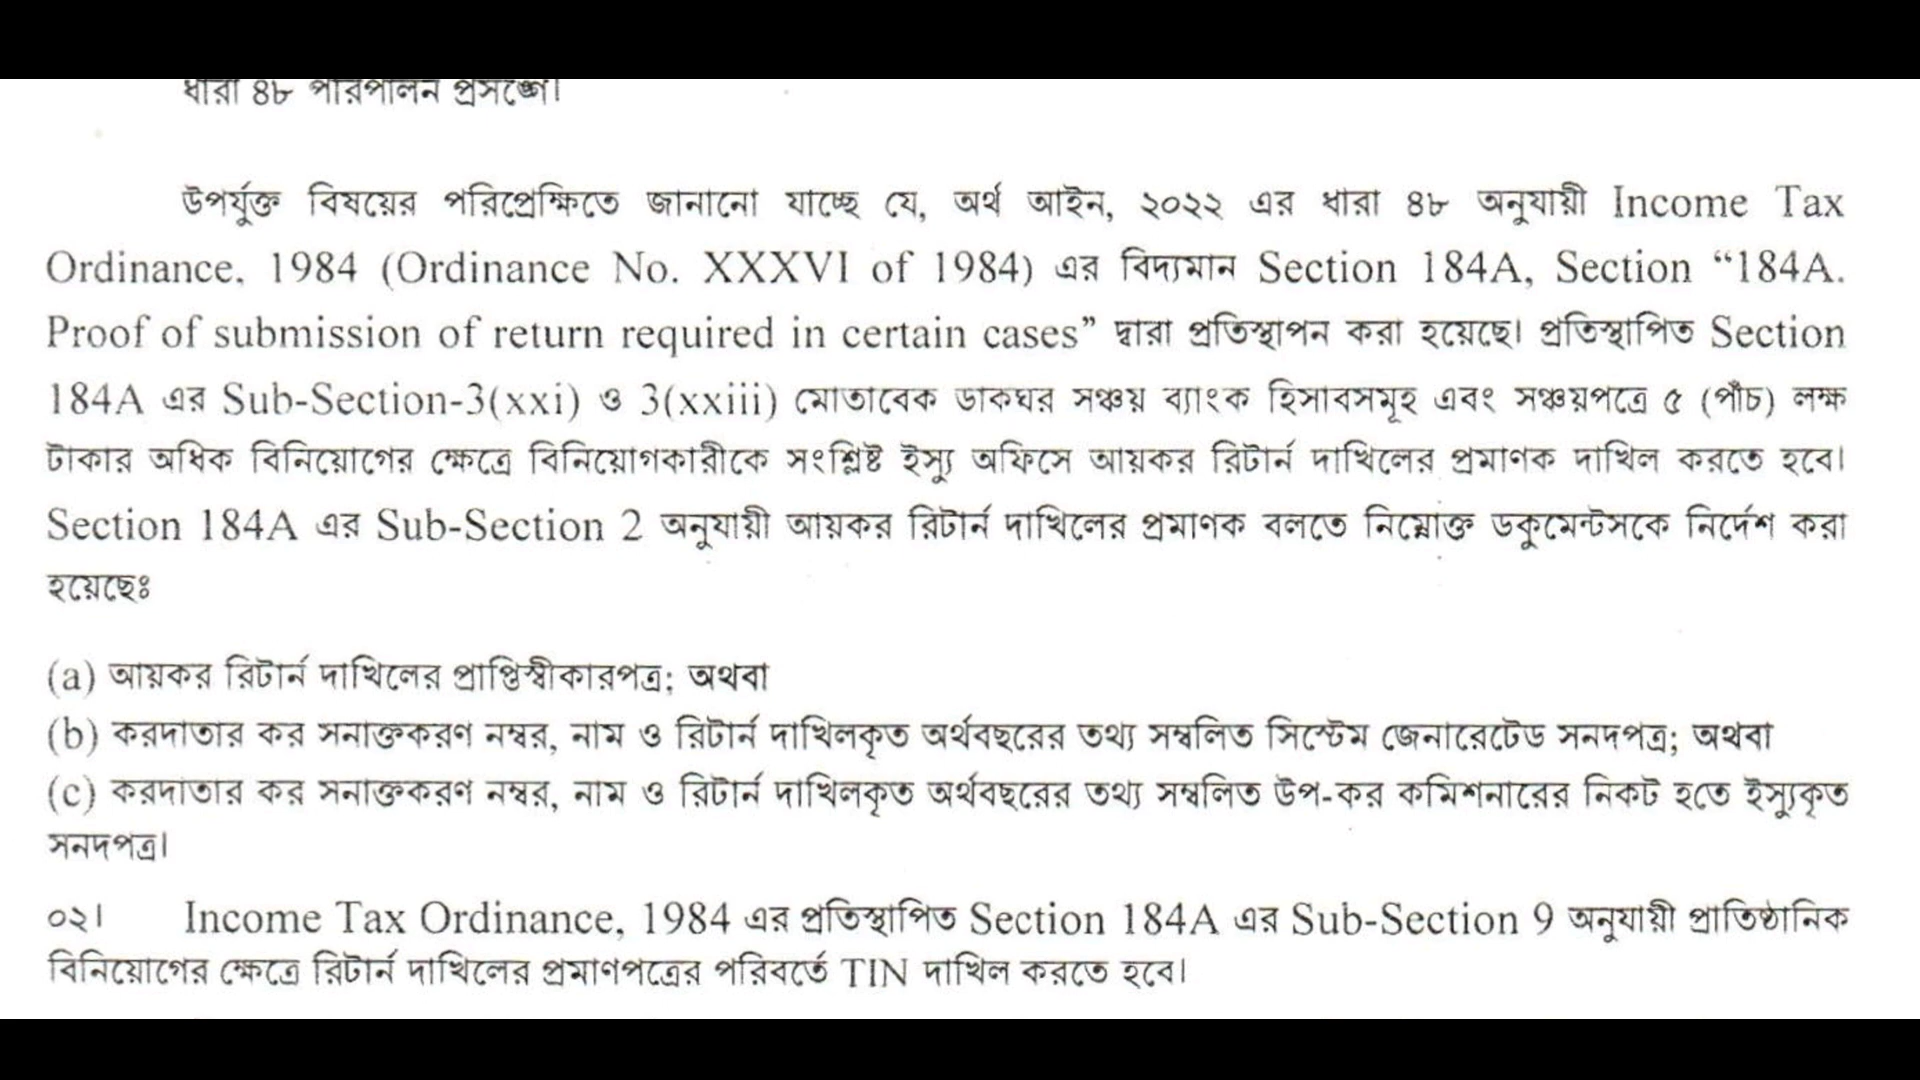 ধারা ৪৮ পরিপালন প্রসঙ্গে।
উপর্যুক্ত বিষয়ের পরিপ্রেক্ষিতে জানানো যাচ্ছে যে, অর্থ আইন, ২০২২ এর ধারা ৪৮ অনুযায়ী Income Tax
Ordinance, 1984 (Ordinance No. XXXVI of 1984) এর বিদ্যমান Section 184A, Section “184A.
Proof of submission of return required in certain cases” দ্বারা প্রতিস্থাপন করা হয়েছে। প্রতিস্থাপিত Section
184A এর Sub-Section-3(xxi) ও 3(xxiii) মোতাবেক ডাকঘর সঞ্চয় ব্যাংক হিসাবসমূহ এবং সঞ্চয়পত্রে ৫ (পাঁচ) লক্ষ
টাকার অধিক বিনিয়োগের ক্ষেত্রে বিনিয়োগকারীকে সংশ্লিষ্ট ইস্যু অফিসে আয়কর রিটার্ন দাখিলের প্রমাণক দাখিল করতে হবে।
Section 184A এর Sub-Section 2 অনুযায়ী আয়কর রিটার্ন দাখিলের প্রমাণক বলতে নিম্নোক্ত ডকুমেন্টসকে নির্দেশ করা
হয়েছেঃ
(a) আয়কর রিটার্ন দাখিলের প্রাপ্তিস্বীকারপত্র; অথবা
(b) করদাতার কর সনাক্তকরণ নম্বর, নাম ও রিটার্ন দাখিলকৃত অর্থবছরের তথ্য সম্বলিত সিস্টেম জেনারেটেড সনদপত্র; অথবা
(c) করদাতার কর সনাক্তকরণ নম্বর, নাম ও রিটার্ন দাখিলকৃত অর্থবছরের তথ্য সম্বলিত উপ-কর কমিশনারের নিকট হতে ইস্যুকৃত
সনদপত্র।
০২। Income Tax Ordinance, 1984 এর প্রতিস্থাপিত Section 184A এর Sub-Section 9 অনুযায়ী প্রাতিষ্ঠানিক
বিনিয়োগের ক্ষেত্রে রিটার্ন দাখিলের প্রমাণপত্রের পরিবর্তে TIN দাখিল করতে হবে।